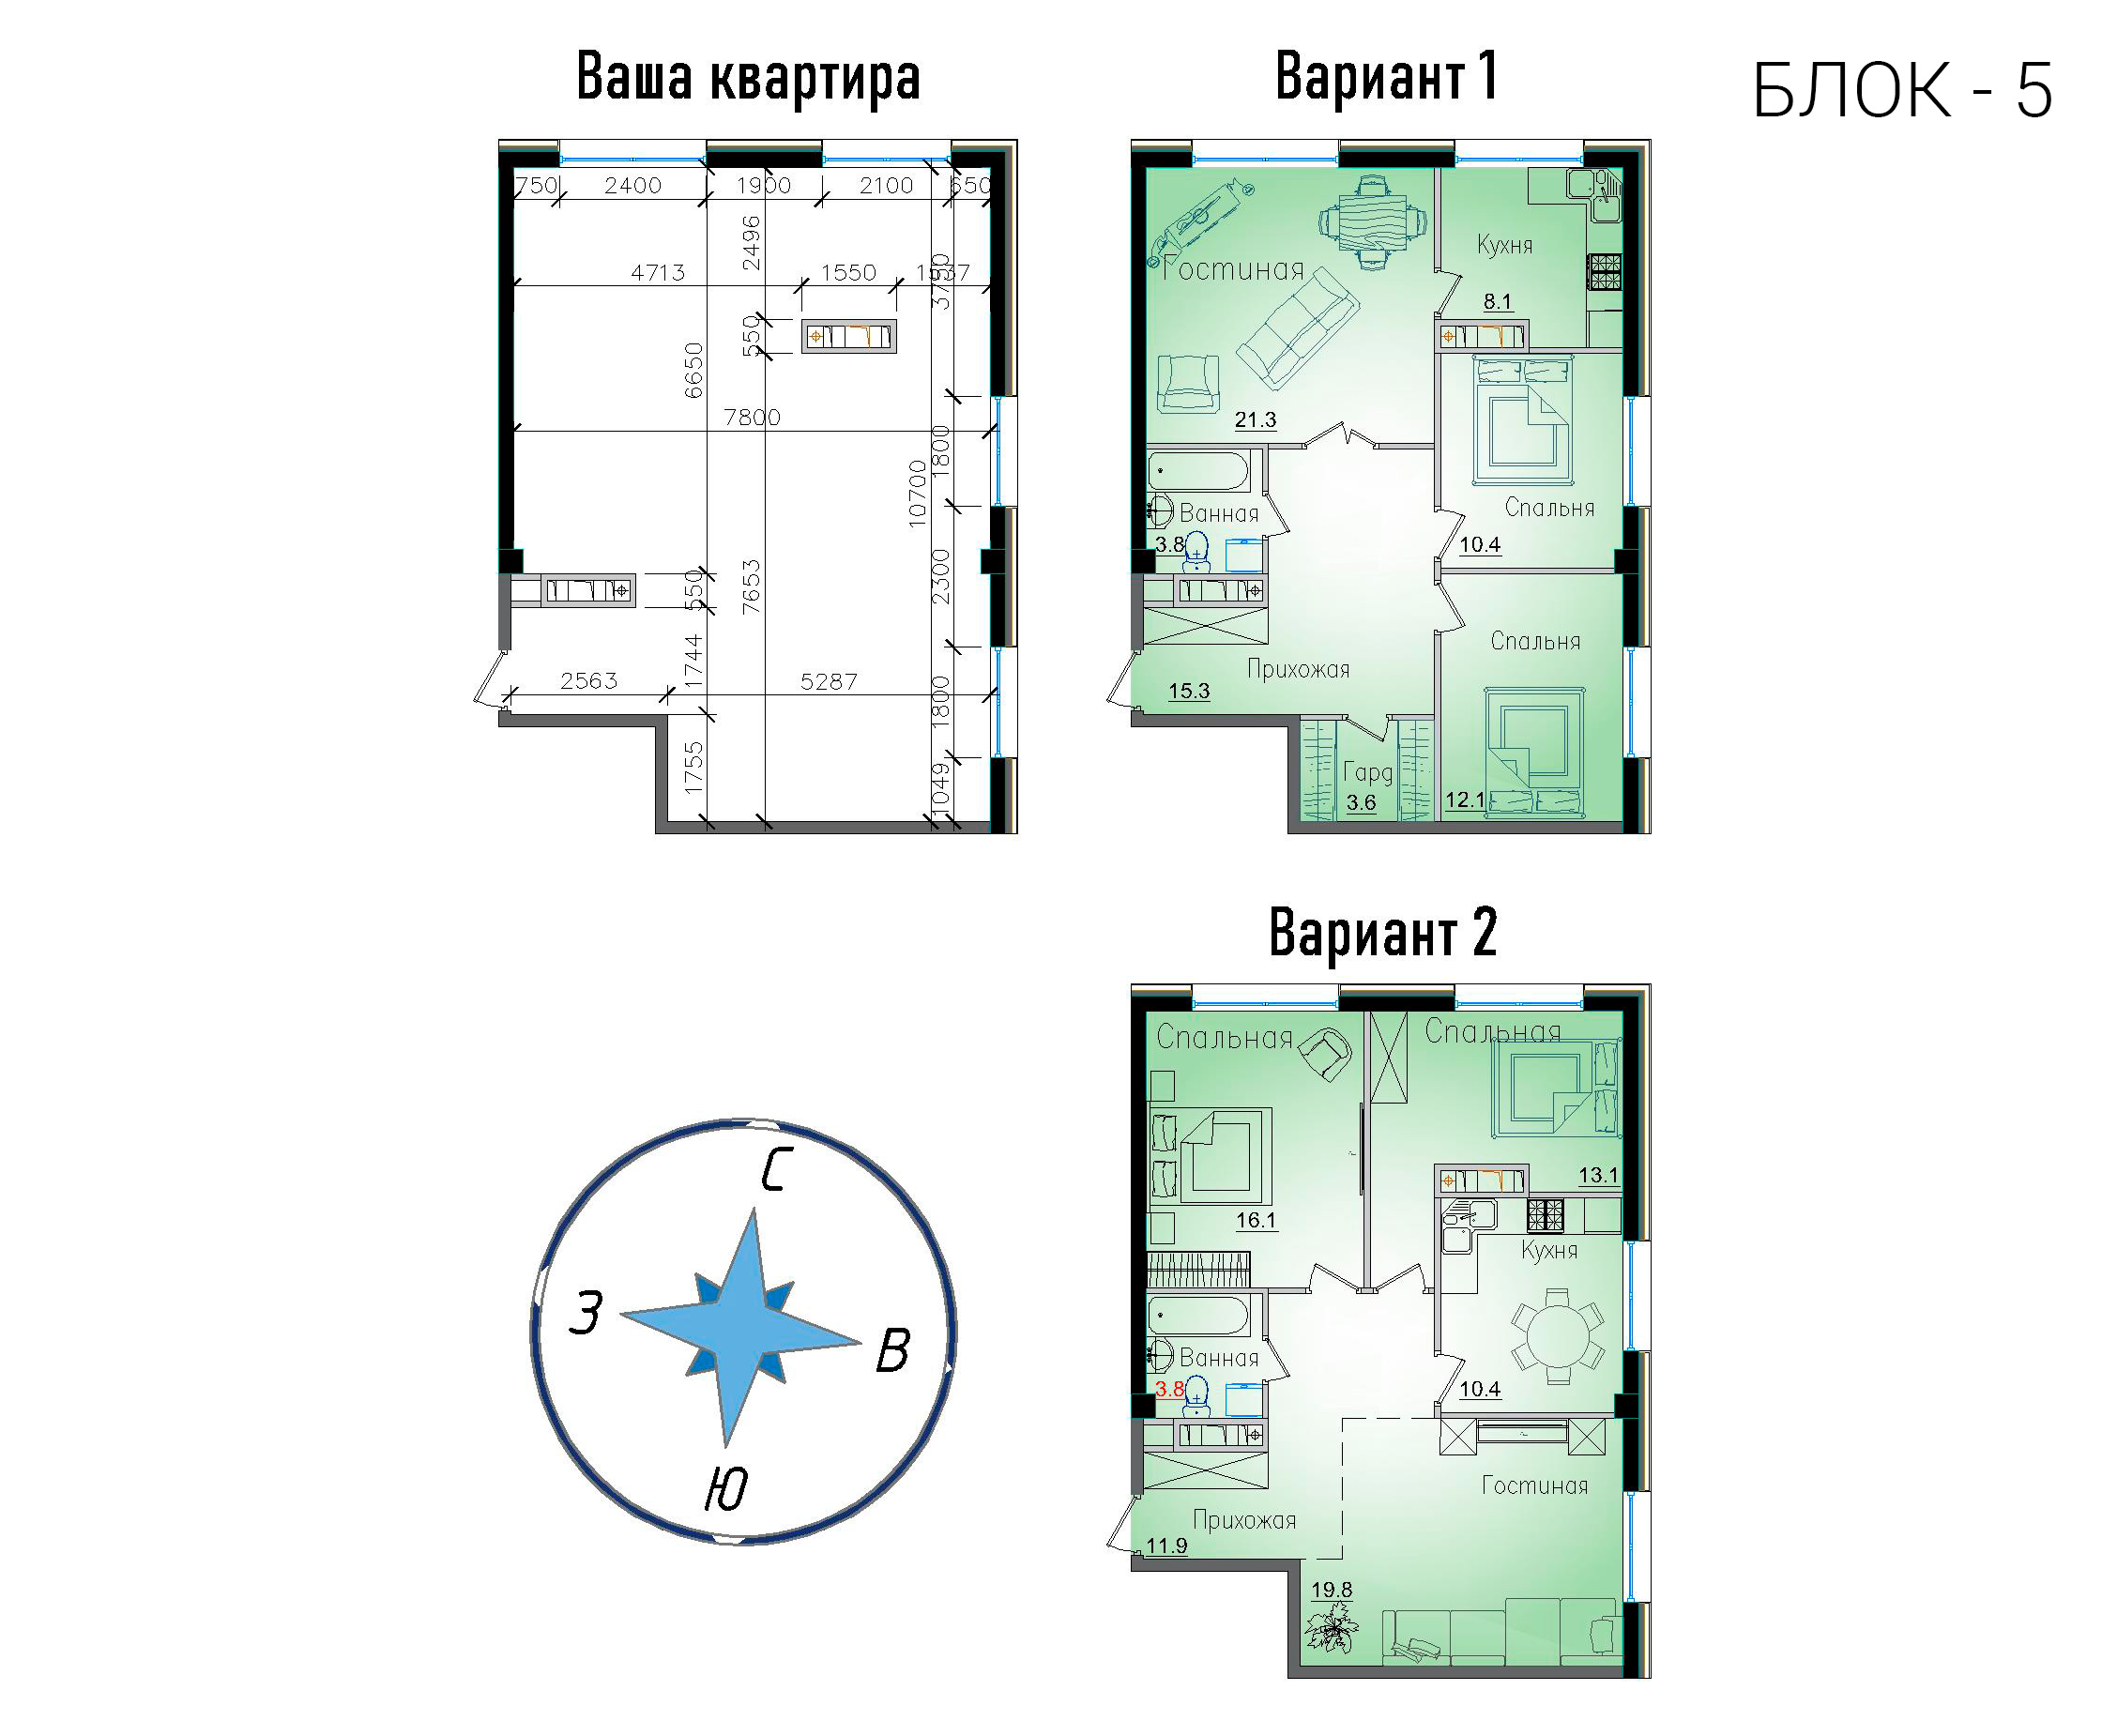 Ваша квартира
Вариант 1
БЛОК - 5
750 2400 1900 2100 650
2496
4713 1550 1537
3750
550
6650
7800
1800
10700
550
7653
2300
1744
2563 5287
1800
1755
1049
Гостиная
Кухня
8.1
21.3
Ванная
3.8
Спальня
10.4
Спальня
Прихожая
15.3
Гард
3.6
12.1
Вариант 2
Спальная
Спальная
13.1
16.1
Кухня
Ванная
3.8
10.4
Гостиная
Прихожая
11.9
19.8
С
З
В
Ю